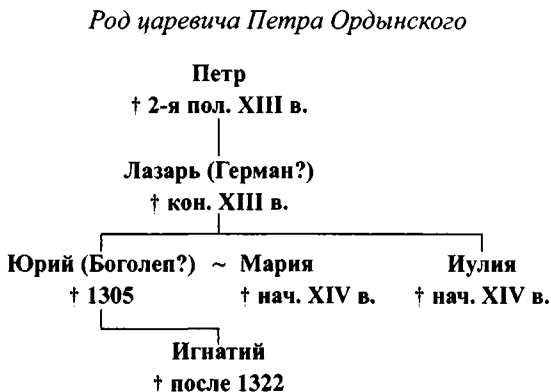 Род царевича Петра Ордынского
Петр
† 2-я пол. XIII в.
Лазарь (Герман?)
† кон. XIII в.
Юрий (Боголеп?) ~ Мария Иулия
† 1305 † нач. XIV в. † нач. XIV в.
Игнатий
† после 1322